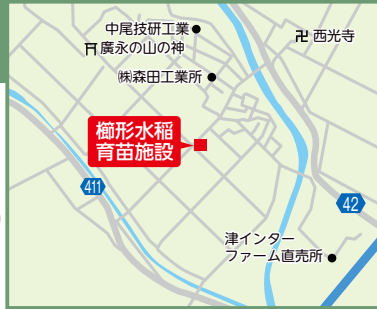 中尾技研工業
廣永の山の神
卍 西光寺
㈱森田工業所
櫛形水稲
育苗施設
411
42
津インター
ファーム直売所